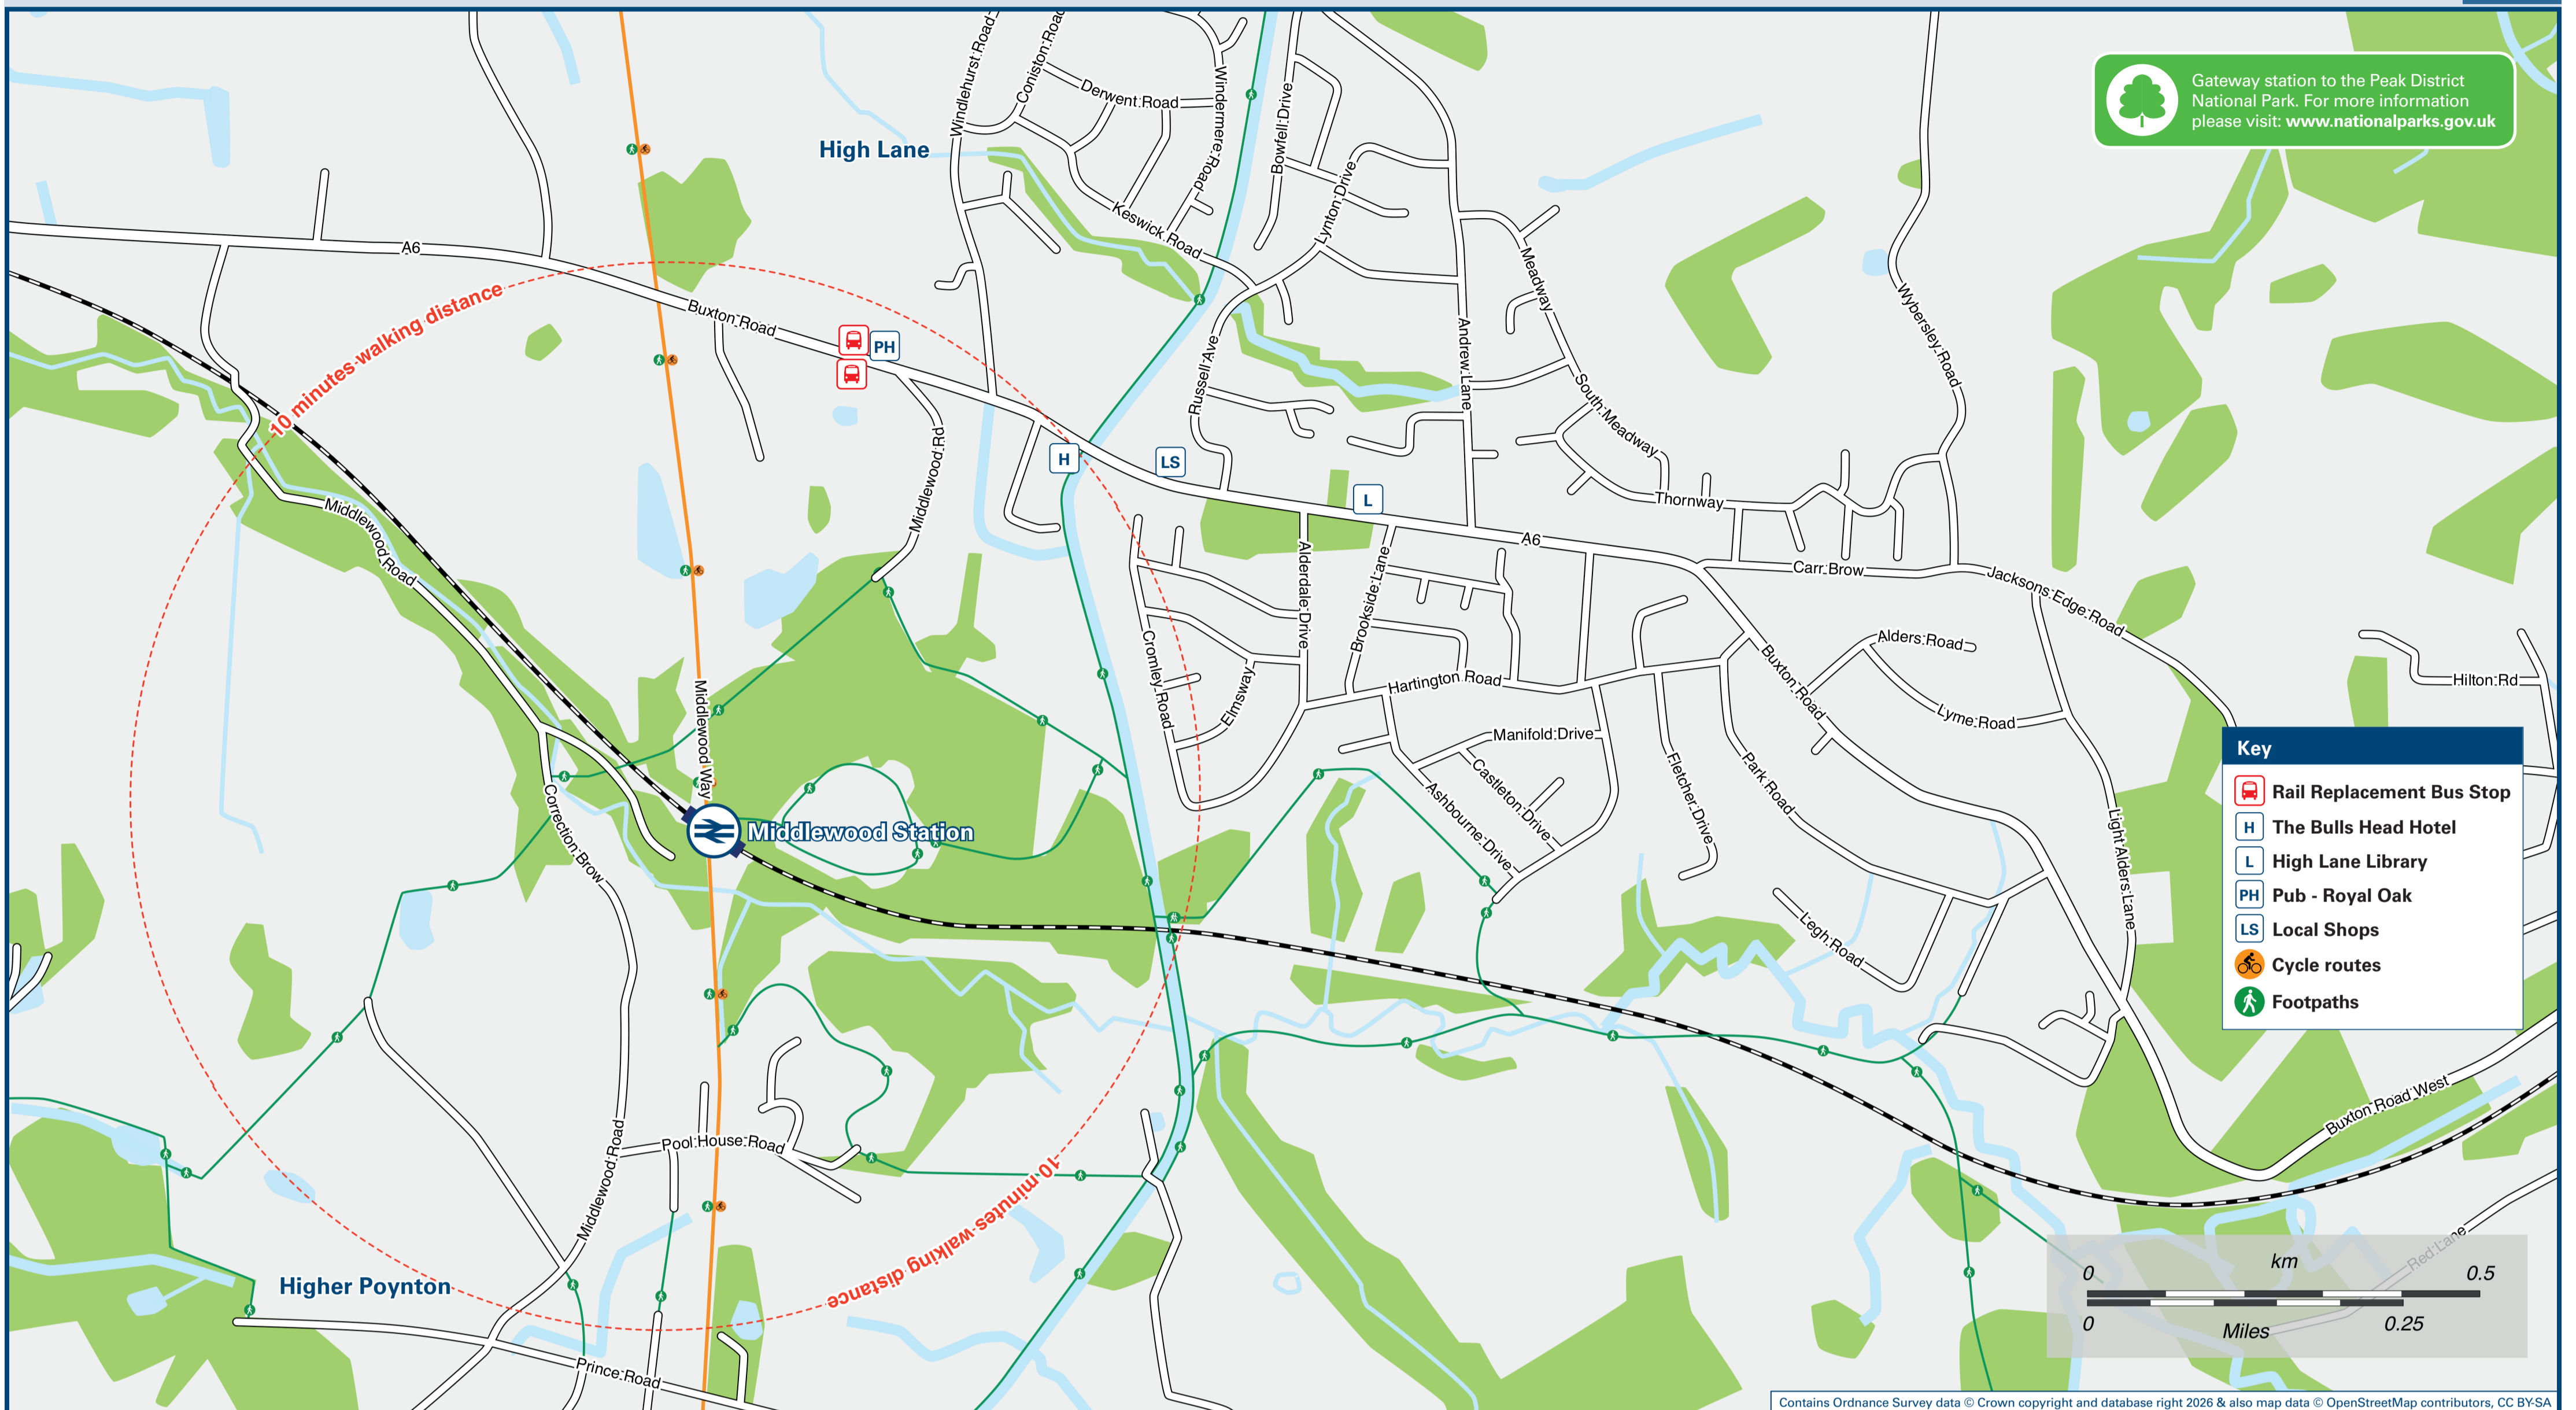 Gateway station to the Peak District
National Park. For more information
please visit: www.nationalparks.gov.uk
High Lane
Windlehurst Road
Coniston Road
Derwent Road
Windermere Road
Bowfell Drive
Keswick Road
Lynton Drive
Meadway
A6
10 minutes walking distance
Buxton Road
PH
Russell Ave
Andrew Lane
South Meadway
Wybersley Road
H
LS
L
Middlewood Rd
Middlewood Road
Thornway
A6
Carr Brow
Jacksons Edge Road
Alderdale Drive
Brookside Lane
Cromley Road
Elmsway
Hartington Road
Buxton Road
Alders Road
Lyme Road
Hilton Rd
Middlewood Way
Manifold Drive
Castleton Drive
Ashbourne Drive
Fletcher Drive
Park Road
Light Alders Lane
Legh Road
Middlewood Station
Correction Brow
Key
Rail Replacement Bus Stop
H The Bulls Head Hotel
L High Lane Library
PH Pub - Royal Oak
LS Local Shops
Cycle routes
Footpaths
Pool House Road
Middlewood Road
10 minutes walking distance
Buxton Road West
Red Lane
Higher Poynton
Prince Road
km
0 0.5
0 0.25
Miles
Contains Ordnance Survey data © Crown copyright and database right 2026 & also map data © OpenStreetMap contributors, CC BY-SA